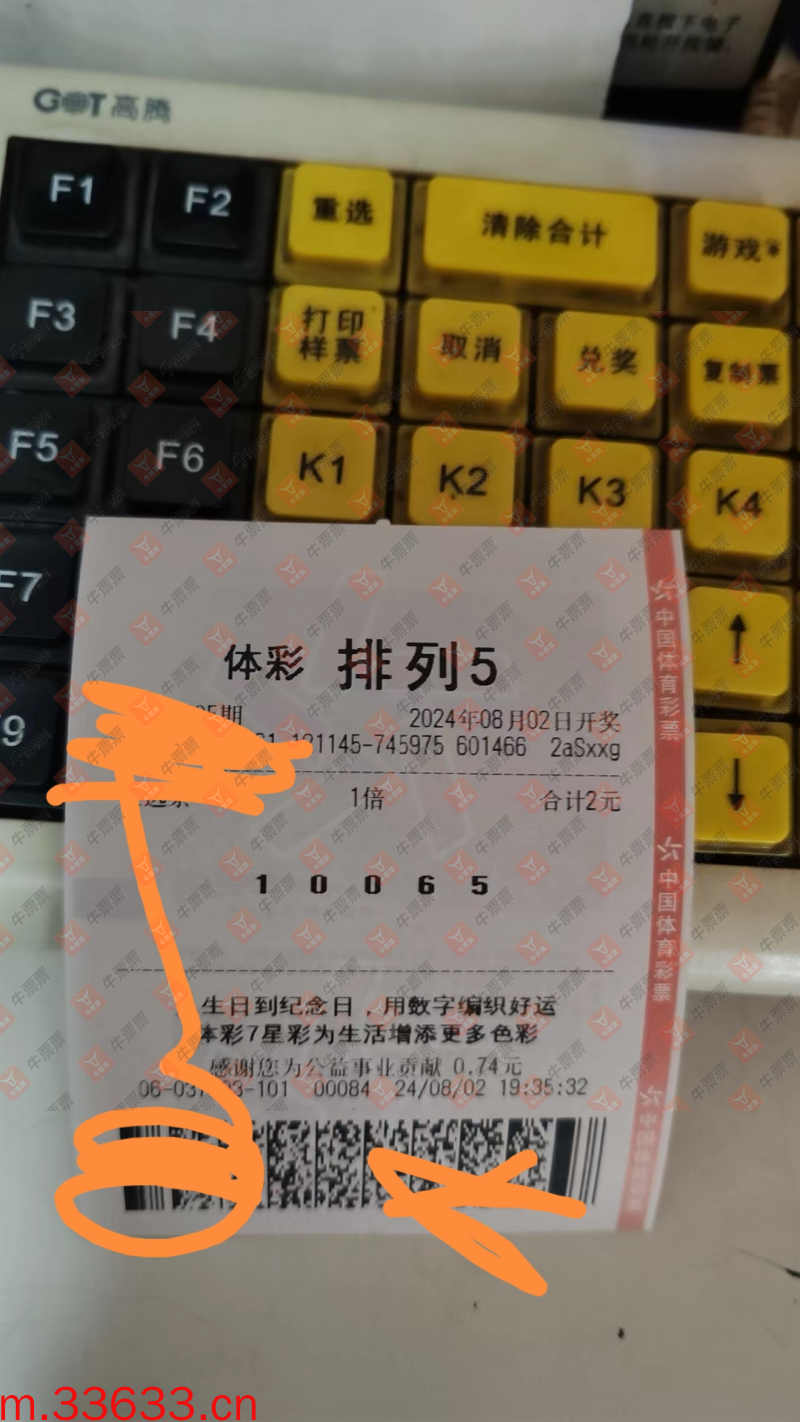 GOT高腾
F1 F2 重选 清除合计 游戏
F3 F4 打印样票 取消 兑奖 复制票
F5 F6 K1 K2 K3 K4
F7
↑
9
↓
体彩 排列5
05期 2024年08月02日开奖
121145-745975 601466 2aSxxg
1倍 合计2元
1 0 0 6 5
生日到纪念日，用数字编织好运
体彩7星彩为生活增添更多色彩
感谢您为公益事业贡献 0.74元
-101 00084 24/08/02 19:35:32
中国体育彩票
中国体育彩票
牛票票
m.33633.cn